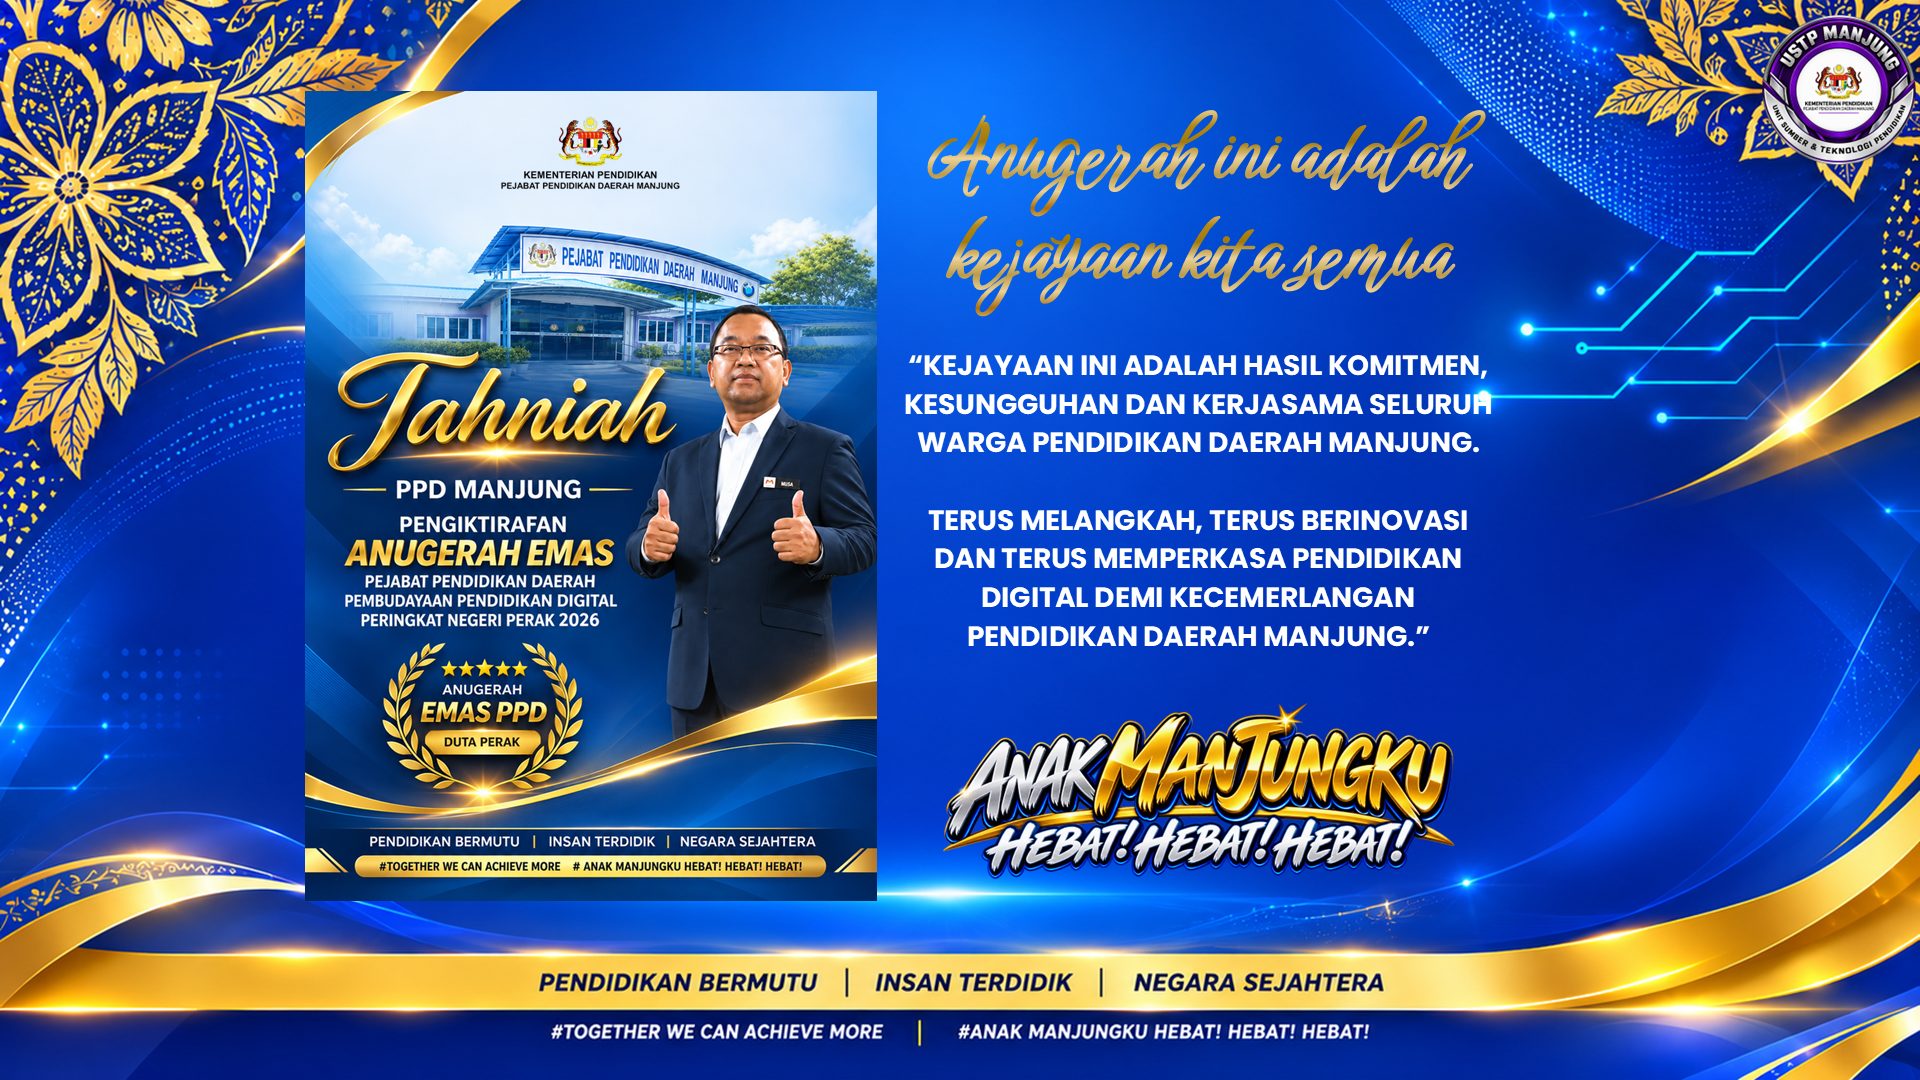 USTP MANJUNG
KEMENTERIAN PENDIDIKAN
PEJABAT PENDIDIKAN DAERAH MANJUNG
UNIT SUMBER & TEKNOLOGI PENDIDIKAN
KEMENTERIAN PENDIDIKAN
PEJABAT PENDIDIKAN DAERAH MANJUNG
PEJABAT PENDIDIKAN DAERAH MANJUNG
Tahniah
PPD MANJUNG
PENGIKTIRAFAN
ANUGERAH EMAS
PEJABAT PENDIDIKAN DAERAH
PEMBUDAYAAN PENDIDIKAN DIGITAL
PERINGKAT NEGERI PERAK 2026
MUSA
ANUGERAH
EMAS PPD
DUTA PERAK
PENDIDIKAN BERMUTU | INSAN TERDIDIK | NEGARA SEJAHTERA
#TOGETHER WE CAN ACHIEVE MORE # ANAK MANJUNGKU HEBAT! HEBAT! HEBAT!
Anugerah ini adalah
kejayaan kita semua
“KEJAYAAN INI ADALAH HASIL KOMITMEN,
KESUNGGUHAN DAN KERJASAMA SELURUH
WARGA PENDIDIKAN DAERAH MANJUNG.
TERUS MELANGKAH, TERUS BERINOVASI
DAN TERUS MEMPERKASA PENDIDIKAN
DIGITAL DEMI KECEMERLANGAN
PENDIDIKAN DAERAH MANJUNG.”
ANAK MANJUNGKU
HEBAT! HEBAT! HEBAT!
PENDIDIKAN BERMUTU | INSAN TERDIDIK | NEGARA SEJAHTERA
#TOGETHER WE CAN ACHIEVE MORE | #ANAK MANJUNGKU HEBAT! HEBAT! HEBAT!